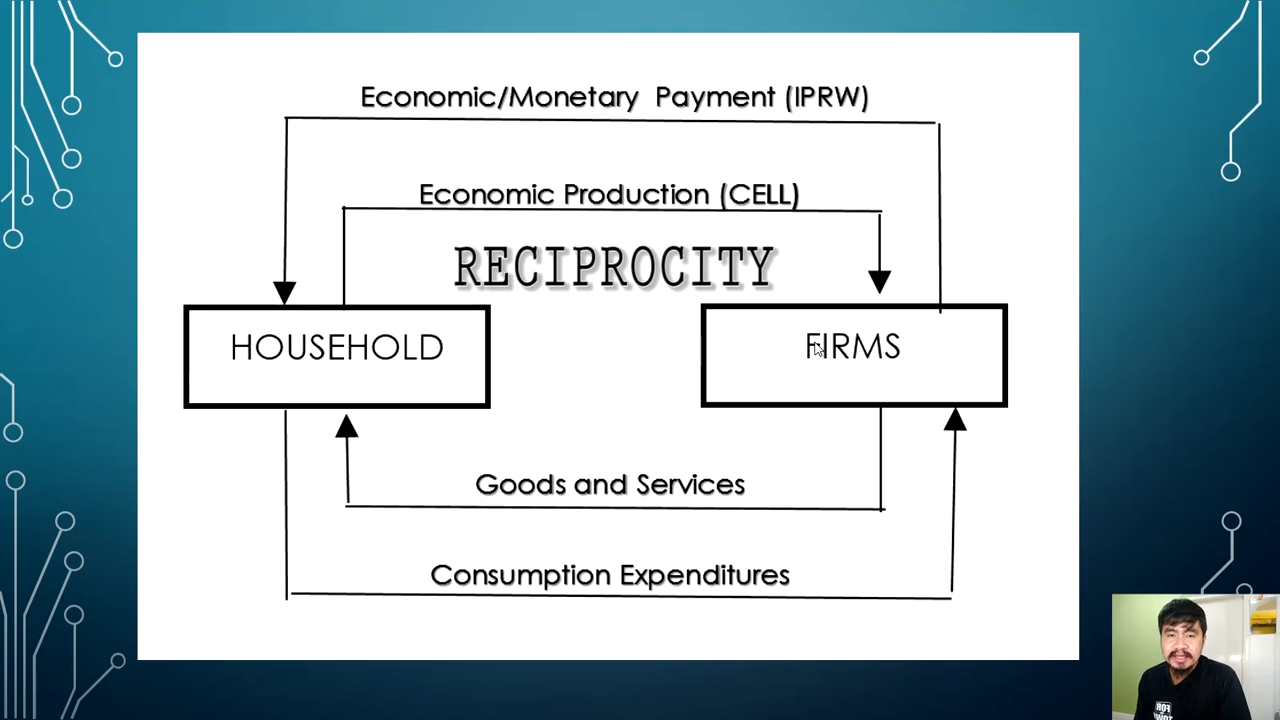 Economic/Monetary Payment (IPRW)
Economic Production (CELL)
RECIPROCITY
HOUSEHOLD
FIRMS
Goods and Services
Consumption Expenditures